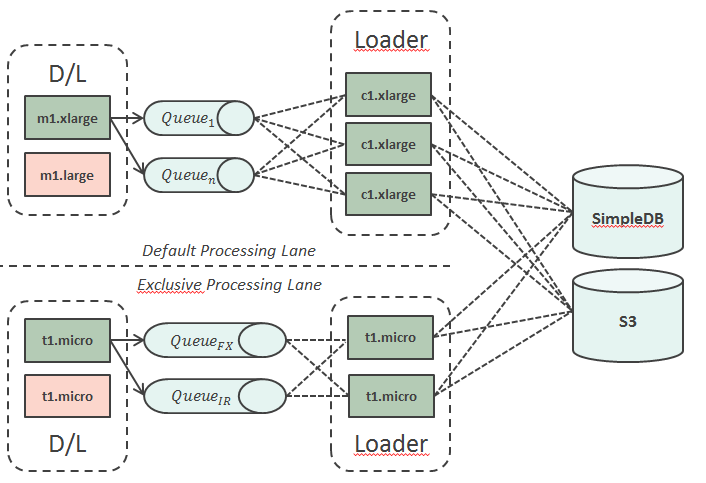 Loader
D/L
c1.xlarge
m1.xlarge
Queue1
c1.xlarge
m1.large
Queuen
c1.xlarge
SimpleDB
Default Processing Lane
Exclusive Processing Lane
S3
t1.micro
QueueFX
t1.micro
t1.micro
QueueIR
t1.micro
D/L
Loader